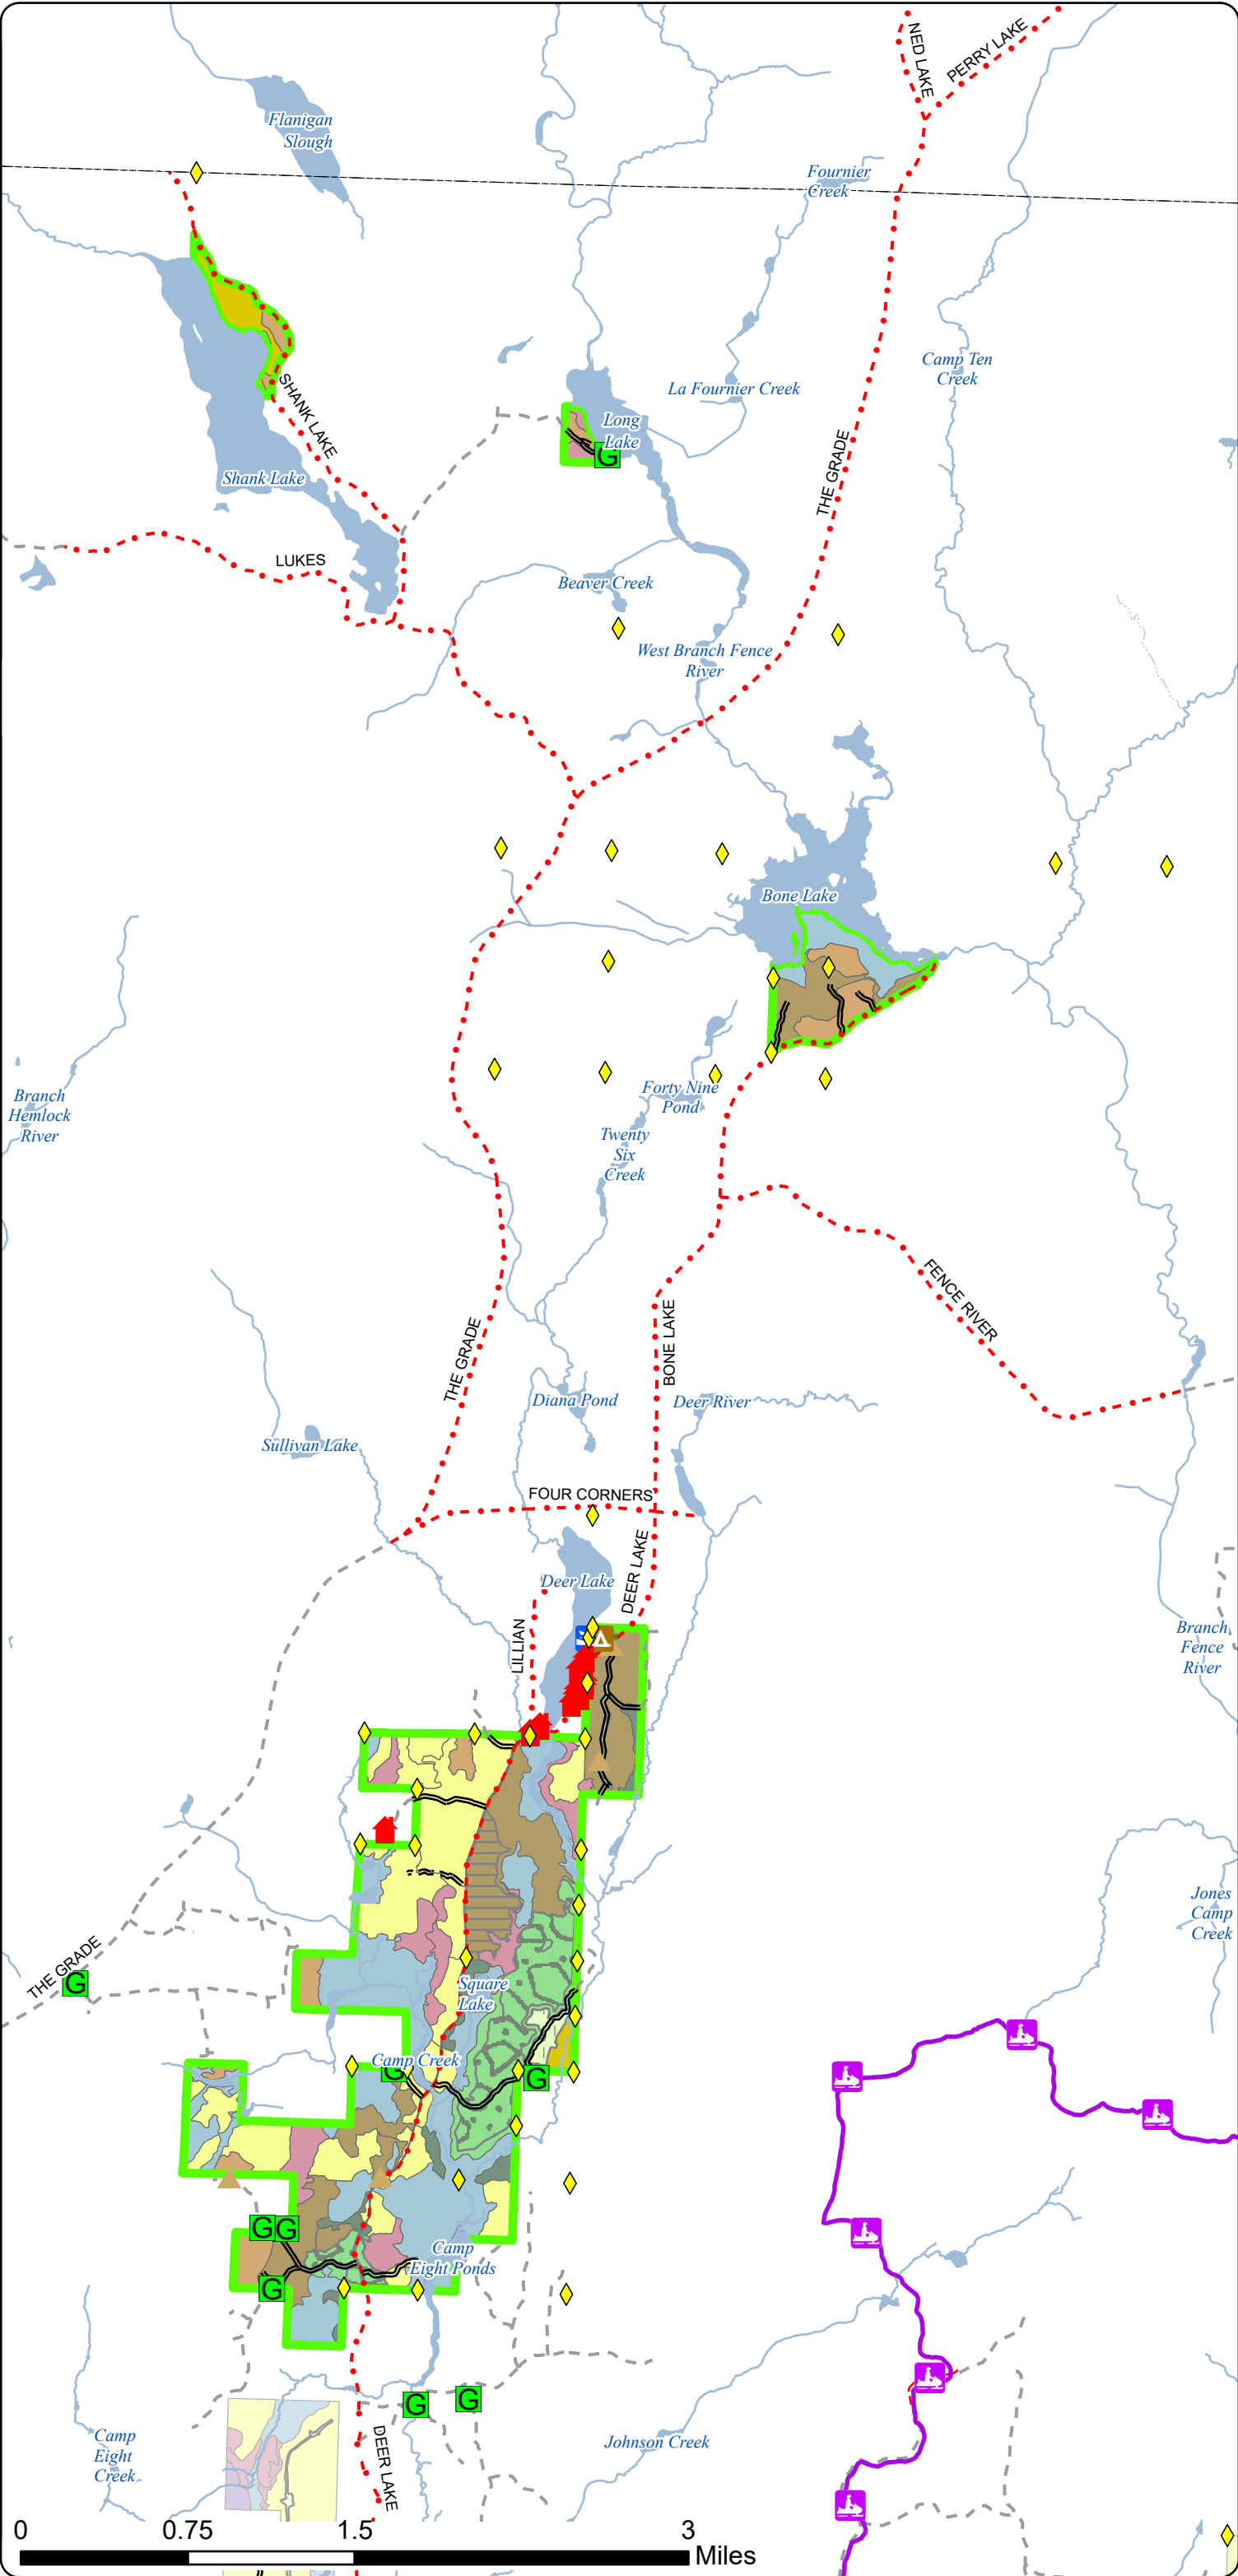 NED LAKE
PERRY LAKE
Flanigan
Slough
Fournier
Creek
Camp Ten
Creek
La Fournier Creek
SHANK LAKE
Long
Lake
G
THE GRADE
Shank Lake
LUKES
Beaver Creek
West Branch Fence
River
Bone Lake
Branch
Hemlock
River
Forty Nine
Pond
Twenty
Six
Creek
FENCE RIVER
BONE LAKE
THE GRADE
Diana Pond
Deer River
Sullivan Lake
FOUR CORNERS
Deer Lake
DEER LAKE
LILLIAN
Branch
Fence
River
Jones
Camp
Creek
THE GRADE
G
Square
Lake
Camp Creek
G
G
G
G
Camp
Eight Ponds
G
G
G
DEER LAKE
Camp
Eight
Creek
Johnson Creek
0 0.75 1.5 3
Miles